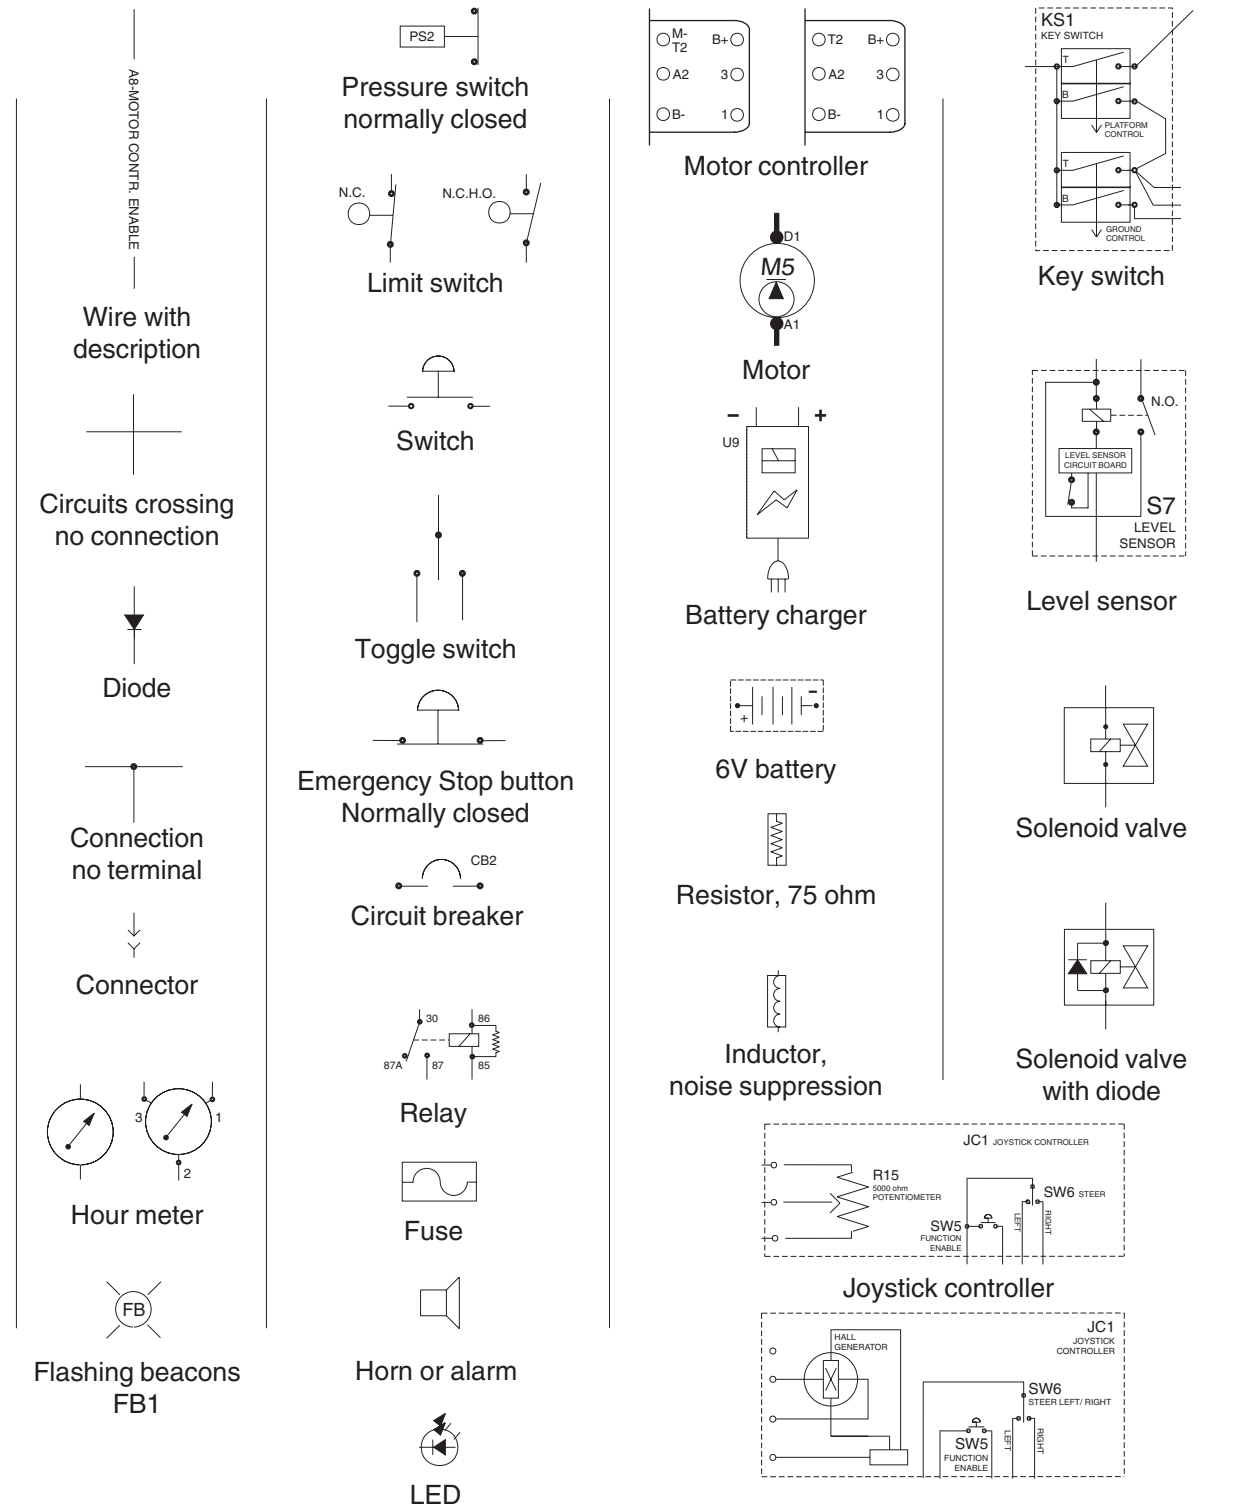 A8-MOTOR CONTR. ENABLE
Wire with
description
Circuits crossing
no connection
Diode
Connection
no terminal
Connector
3
1
2
Hour meter
FB
Flashing beacons
FB1
PS2
Pressure switch
normally closed
N.C.
N.C.H.O.
Limit switch
Switch
Toggle switch
Emergency Stop button
Normally closed
CB2
Circuit breaker
30
86
87A
87
85
Relay
Fuse
Horn or alarm
LED
M-
T2
B+
A2
3
B-
1
T2
B+
A2
3
B-
1
Motor controller
D1
M5
A1
Motor
– +
U9
Battery charger
+ –
6V battery
Resistor, 75 ohm
Inductor,
noise suppression
KS1
KEY SWITCH
T
B
PLATFORM
CONTROL
T
B
GROUND
CONTROL
Key switch
N.O.
LEVEL SENSOR
CIRCUIT BOARD
S7
LEVEL
SENSOR
Level sensor
Solenoid valve
Solenoid valve
with diode
JC1 JOYSTICK CONTROLLER
R15
5000 ohm
POTENTIOMETER
SW6 STEER
LEFT
RIGHT
SW5
FUNCTION
ENABLE
Joystick controller
HALL
GENERATOR
JC1
JOYSTICK
CONTROLLER
SW6
STEER LEFT/ RIGHT
LEFT
RIGHT
SW5
FUNCTION
ENABLE